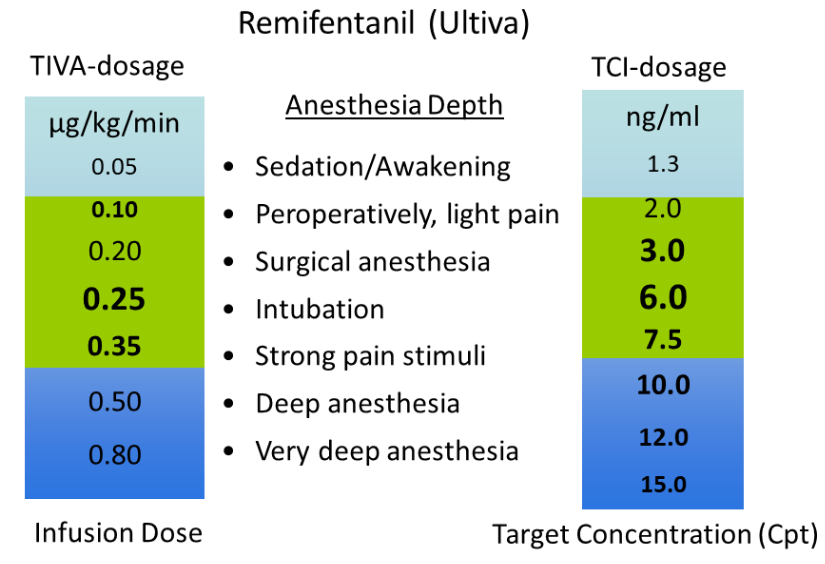 Remifentanil (Ultiva)
TIVA-dosage
µg/kg/min
0.05
0.10
0.20
0.25
0.35
0.50
0.80
Infusion Dose
Anesthesia Depth
• Sedation/Awakening
• Peroperatively, light pain
• Surgical anesthesia
• Intubation
• Strong pain stimuli
• Deep anesthesia
• Very deep anesthesia
TCI-dosage
ng/ml
1.3
2.0
3.0
6.0
7.5
10.0
12.0
15.0
Target Concentration (Cpt)